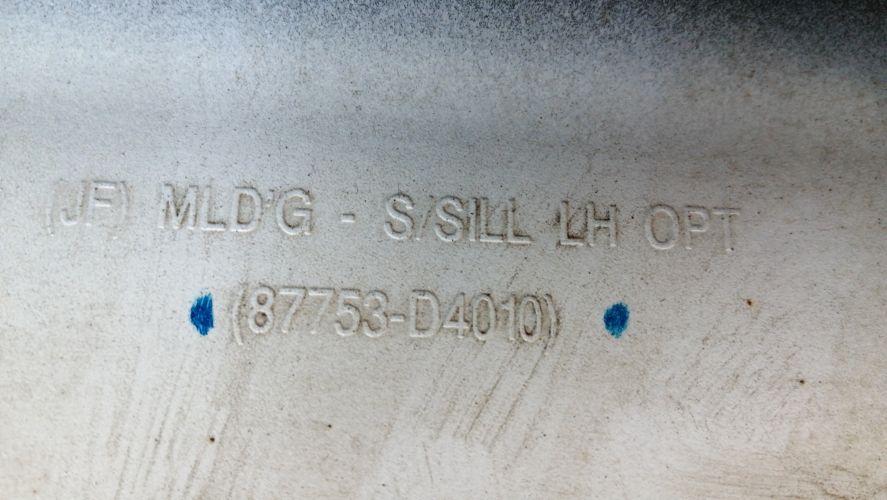 (JF) MLD'G - S/SILL LH OPT
(87753-D4010)